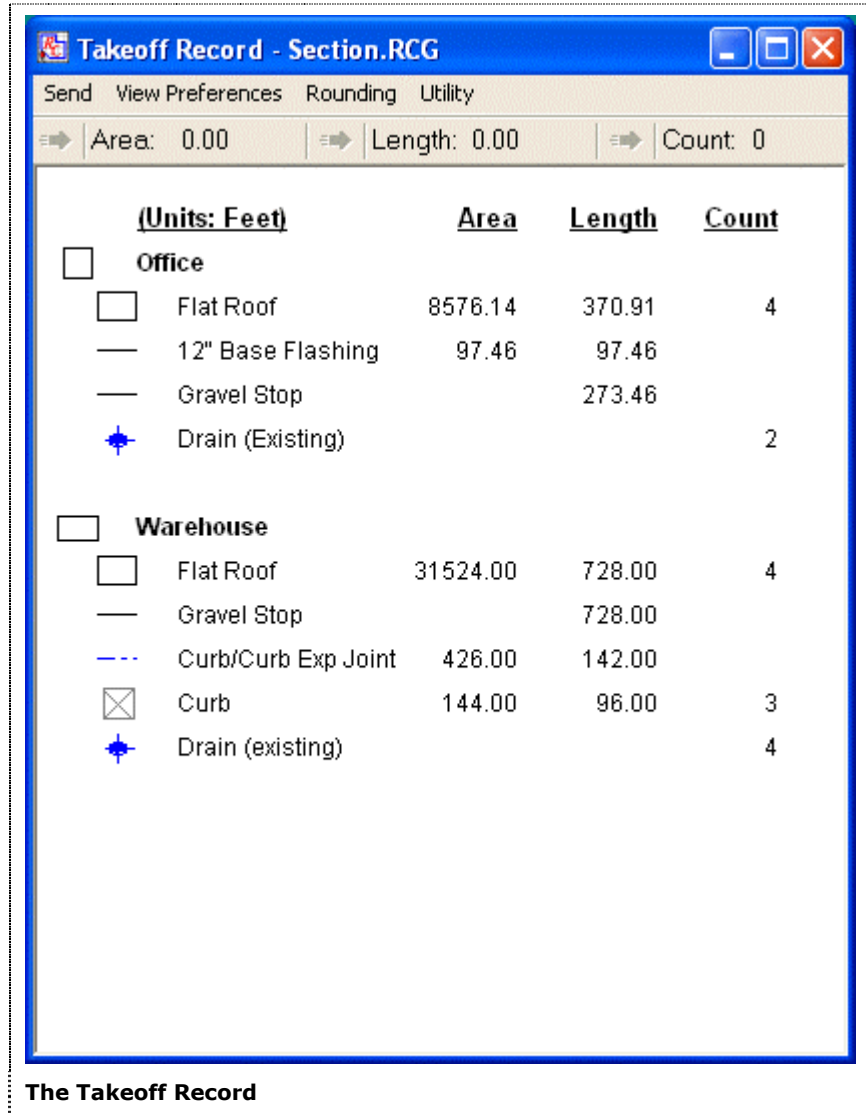 Takeoff Record - Section.RCG
Send View Preferences Rounding Utility
Area: 0.00 Length: 0.00 Count: 0
(Units: Feet) Area Length Count
Office
Flat Roof 8576.14 370.91 4
12" Base Flashing 97.46 97.46
Gravel Stop 273.46
Drain (Existing) 2
Warehouse
Flat Roof 31524.00 728.00 4
Gravel Stop 728.00
Curb/Curb Exp Joint 426.00 142.00
Curb 144.00 96.00 3
Drain (existing) 4
The Takeoff Record